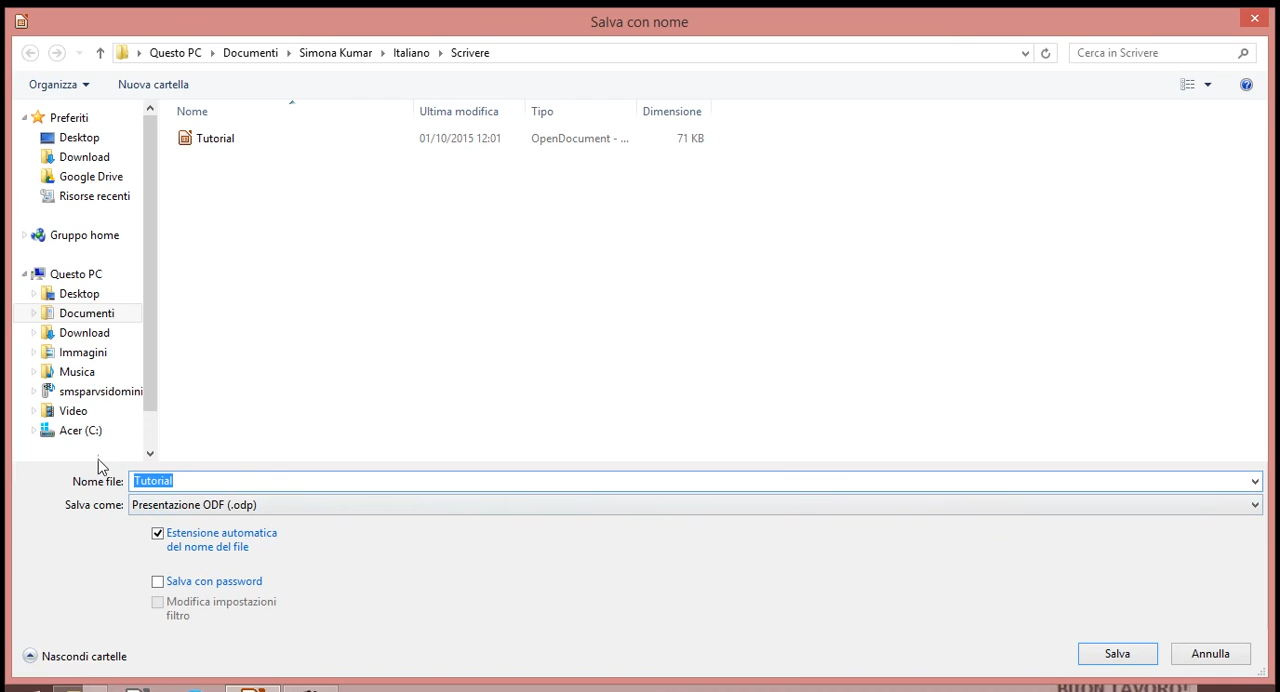 Salva con nome
Questo PC Documenti Simona Kumar Italiano Scrivere
Cerca in Scrivere
Organizza
Nuova cartella
Preferiti
Desktop
Download
Google Drive
Risorse recenti
Gruppo home
Questo PC
Desktop
Documenti
Download
Immagini
Musica
smsparvsidomini
Video
Acer (C:)
Nome Ultima modifica Tipo Dimensione
Tutorial 01/10/2015 12:01 OpenDocument - ... 71 KB
Nome file: Tutorial
Salva come: Presentazione ODF (.odp)
Estensione automatica
del nome del file
Salva con password
Modifica impostazioni
filtro
Nascondi cartelle
Salva
Annulla
BUON LAVORO!